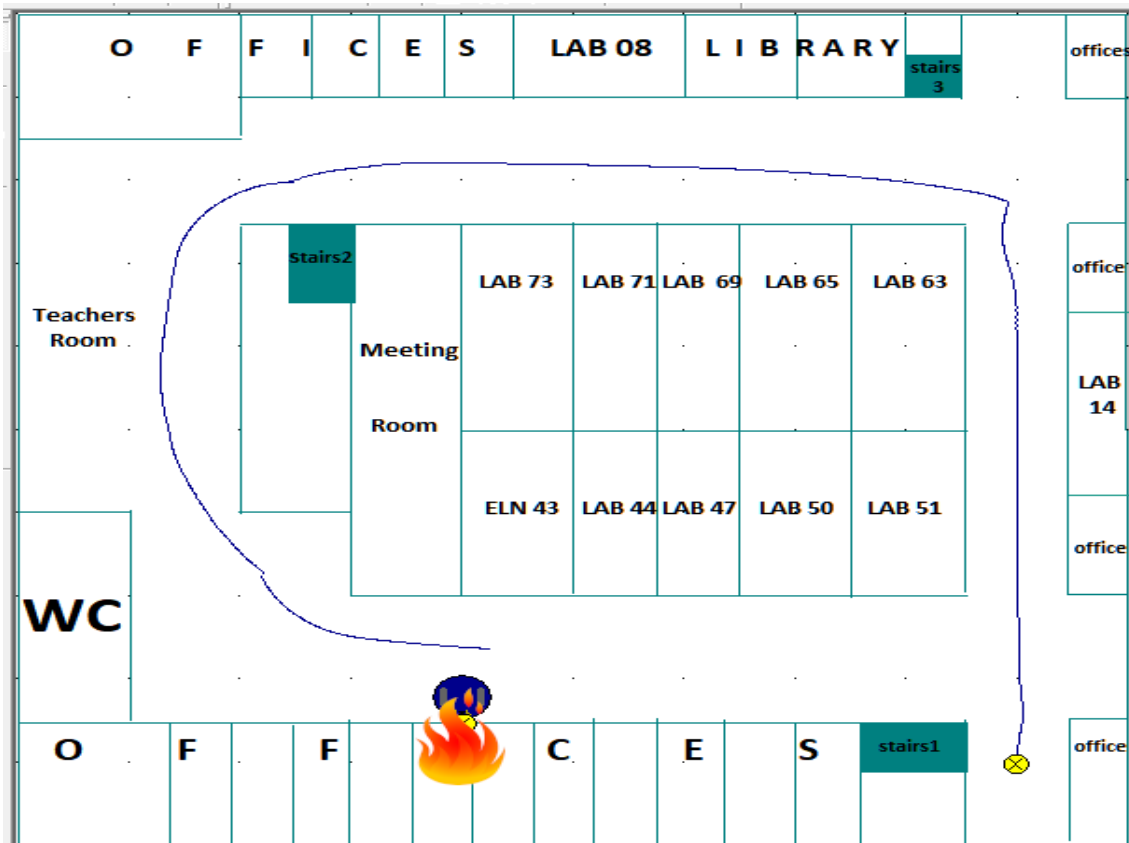 O F F I C E S LAB 08 L I B R A R Y offices
stairs
3
Stairs2
LAB 73 LAB 71 LAB 69 LAB 65 LAB 63 office
Teachers
Room
Meeting
Room
LAB
14
ELN 43 LAB 44 LAB 47 LAB 50 LAB 51
office
WC
O F F C E S stairs1 office